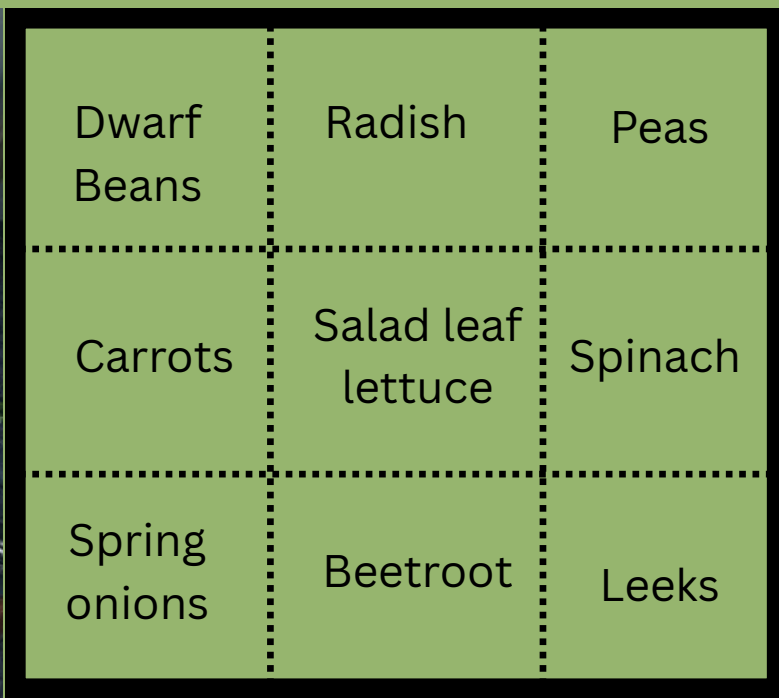 Dwarf
Beans
Radish
Peas
Carrots
Salad leaf
lettuce
Spinach
Spring
onions
Beetroot
Leeks